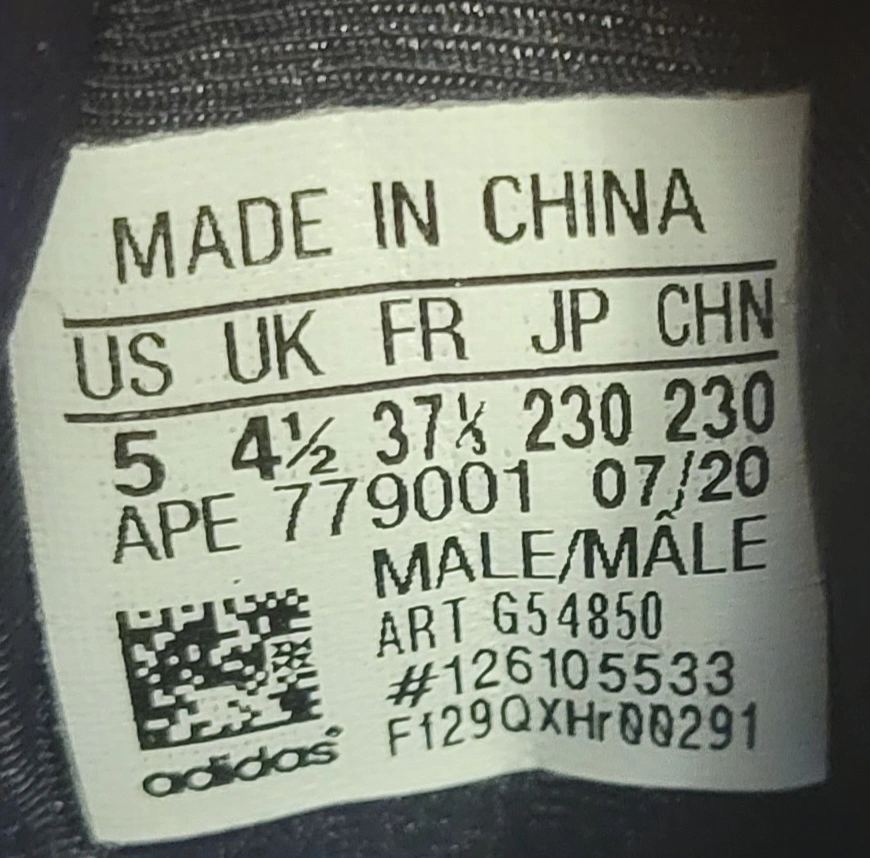 MADE IN CHINA
US UK FR JP CHN
5 4½ 37⅓ 230 230
APE 779001 07/20
MALE/MÂLE
ART G54850
#126105533
F129QXHr00291
adidas